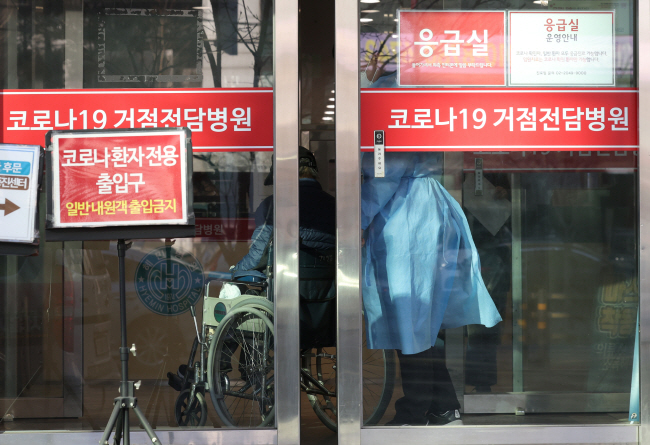 응급실
응급실
운영안내
코로나19 거점전담병원
코로나19 거점전담병원
코로나 환자 전용
출입구
일반 내원객 출입금지
후문